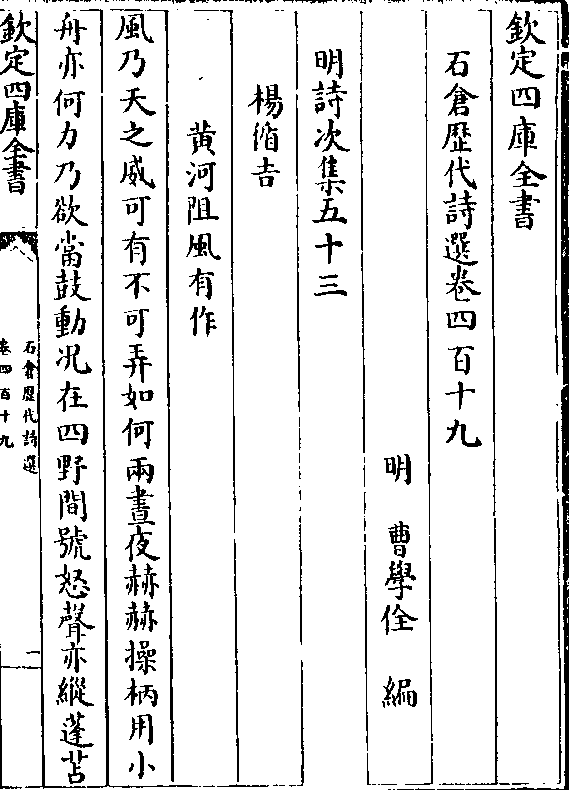 欽定四庫全書
石倉歴代詩選卷四百十九
明 曹學佺 編
明詩次集五十三
楊循吉
黄河阻風有作
風乃天之威可有不可弄如何兩晝夜赫赫操柄用小
舟亦何力乃欲當鼓動况在四野間號怒聲亦縱蓬苫
欽定四庫全書
石倉歴代詩選
卷四百十九
一